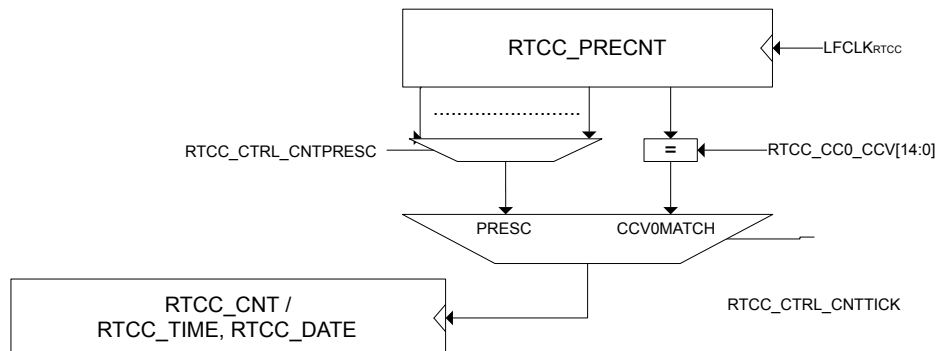 RTCC_PRECNT
LFCLKRTCC
RTCC_CTRL_CNTPRESC
=
RTCC_CC0_CCV[14:0]
PRESC
CCV0MATCH
RTCC_CNT /
RTCC_TIME, RTCC_DATE
RTCC_CTRL_CNTTICK